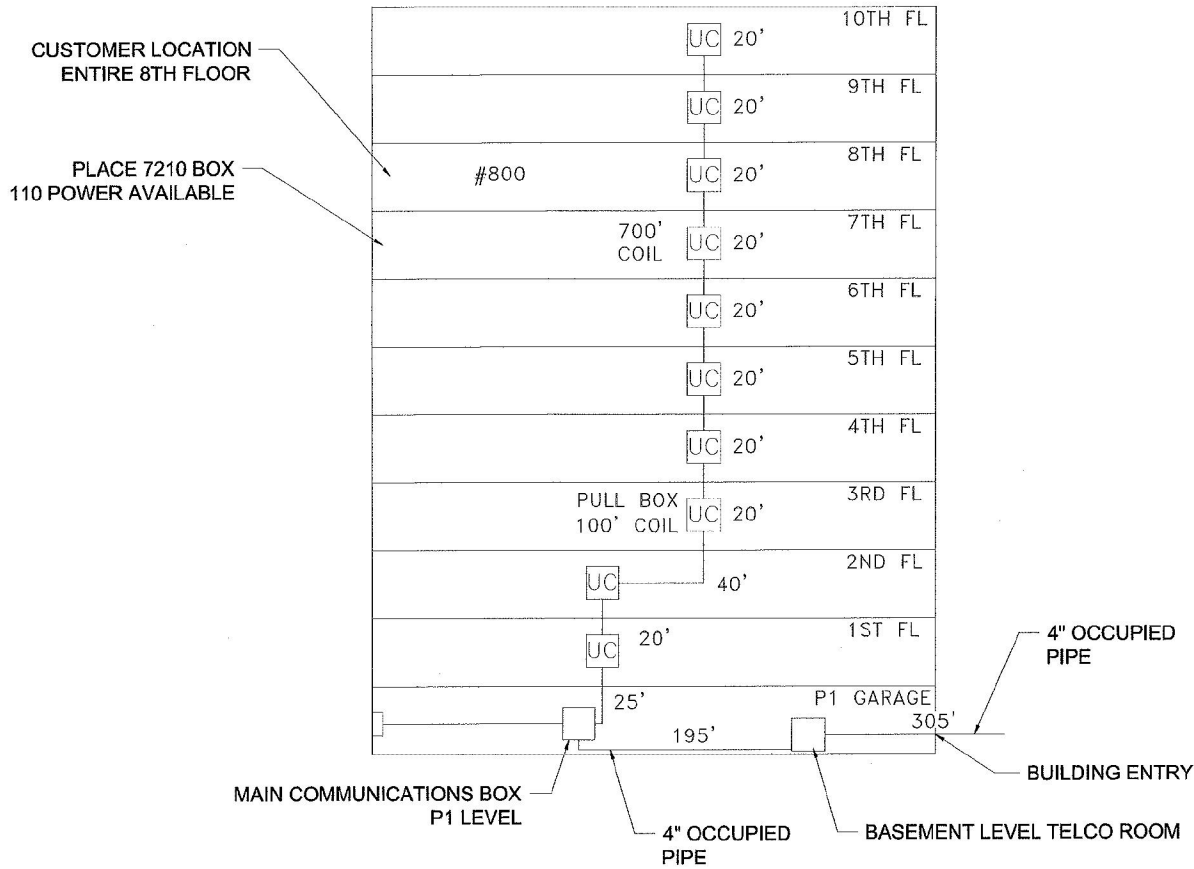 10TH FL
UC 20'
CUSTOMER LOCATION
ENTIRE 8TH FLOOR
9TH FL
UC 20'
8TH FL
#800
UC 20'
PLACE 7210 BOX
110 POWER AVAILABLE
7TH FL
700'
COIL
UC 20'
6TH FL
UC 20'
5TH FL
UC 20'
4TH FL
UC 20'
3RD FL
PULL BOX
100' COIL
UC 20'
2ND FL
UC
40'
1ST FL
20'
UC
4" OCCUPIED
PIPE
P1 GARAGE
25'
305'
195'
BUILDING ENTRY
MAIN COMMUNICATIONS BOX
P1 LEVEL
4" OCCUPIED
PIPE
BASEMENT LEVEL TELCO ROOM